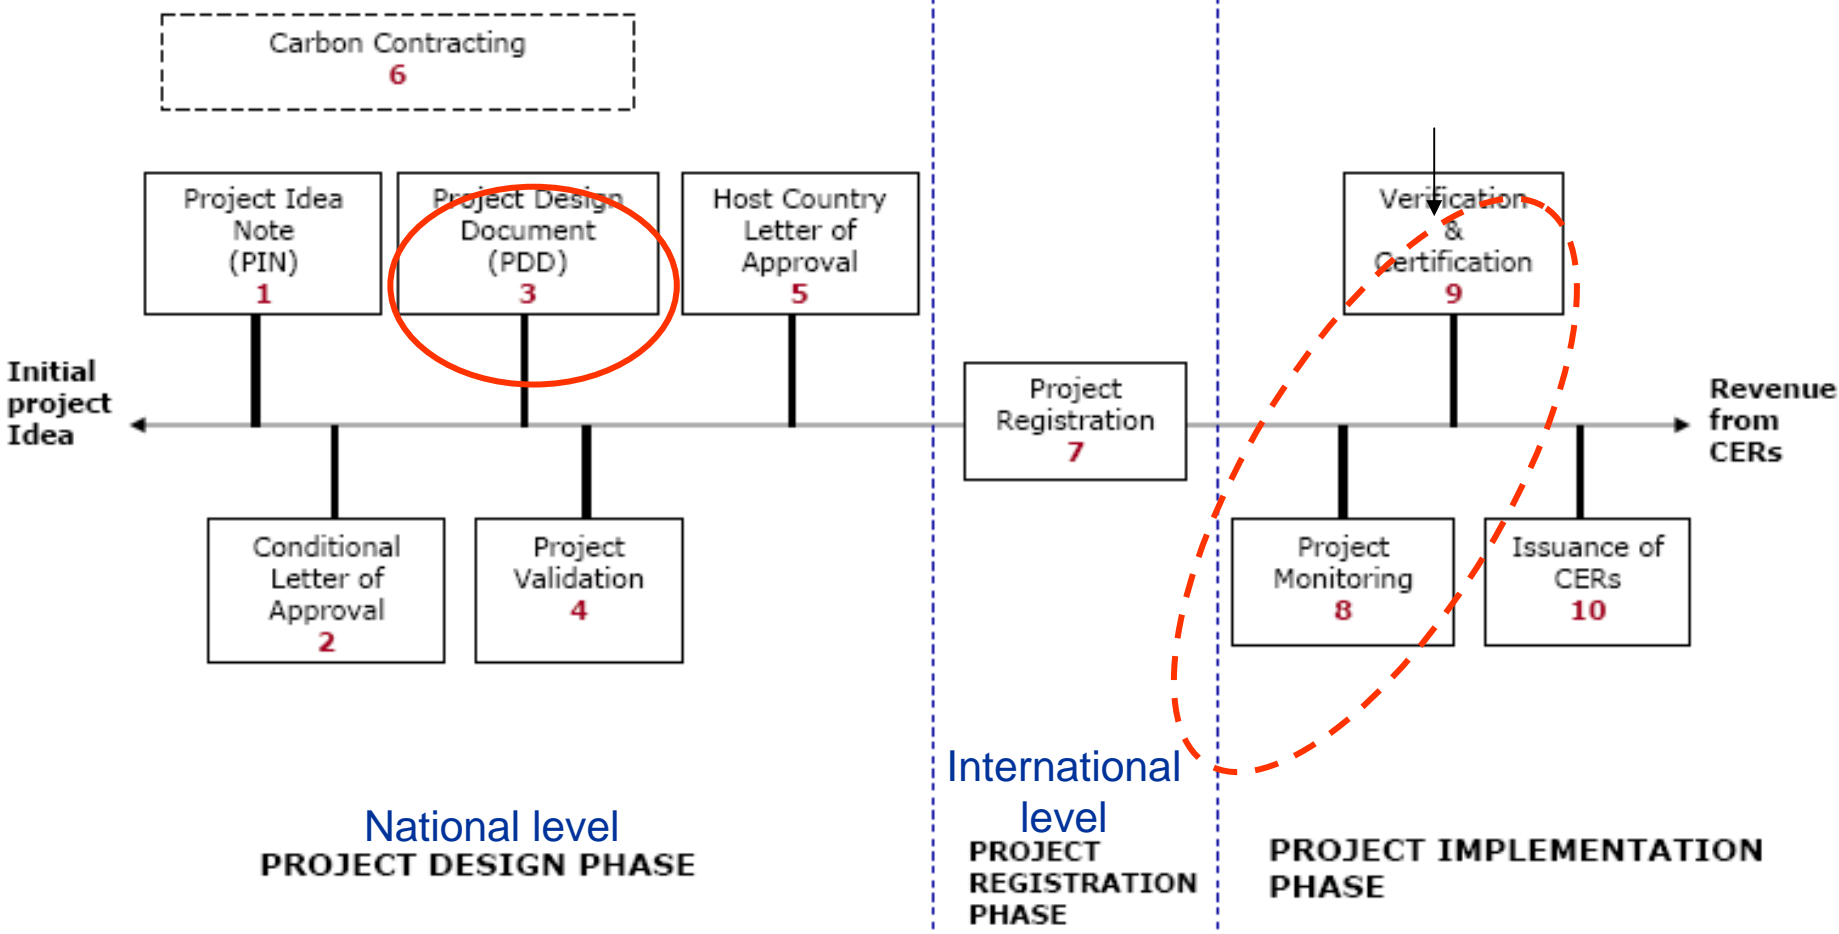 Carbon Contracting
6
Project Idea
Note
(PIN)
1
Project Design
Document
(PDD)
3
Host Country
Letter of
Approval
5
Verification
&
Certification
9
Initial
project
Idea
Project
Registration
7
Revenue
from
CERs
Conditional
Letter of
Approval
2
Project
Validation
4
Project
Monitoring
8
Issuance of
CERs
10
National level
PROJECT DESIGN PHASE
International
level
PROJECT
REGISTRATION
PHASE
PROJECT IMPLEMENTATION
PHASE